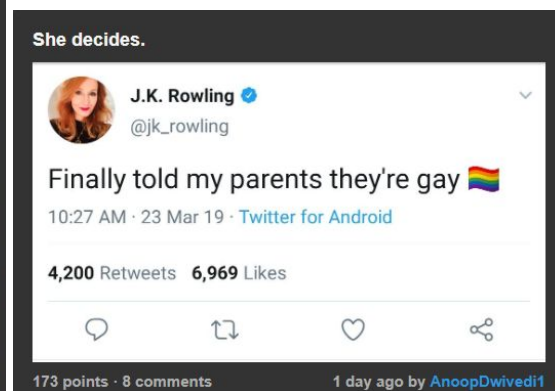 She decides.
J.K. Rowling
@jk_rowling
Finally told my parents they're gay 🏳️‍🌈
10:27 AM · 23 Mar 19 · Twitter for Android
4,200 Retweets 6,969 Likes
173 points · 8 comments 1 day ago by AnoopDwivedi1